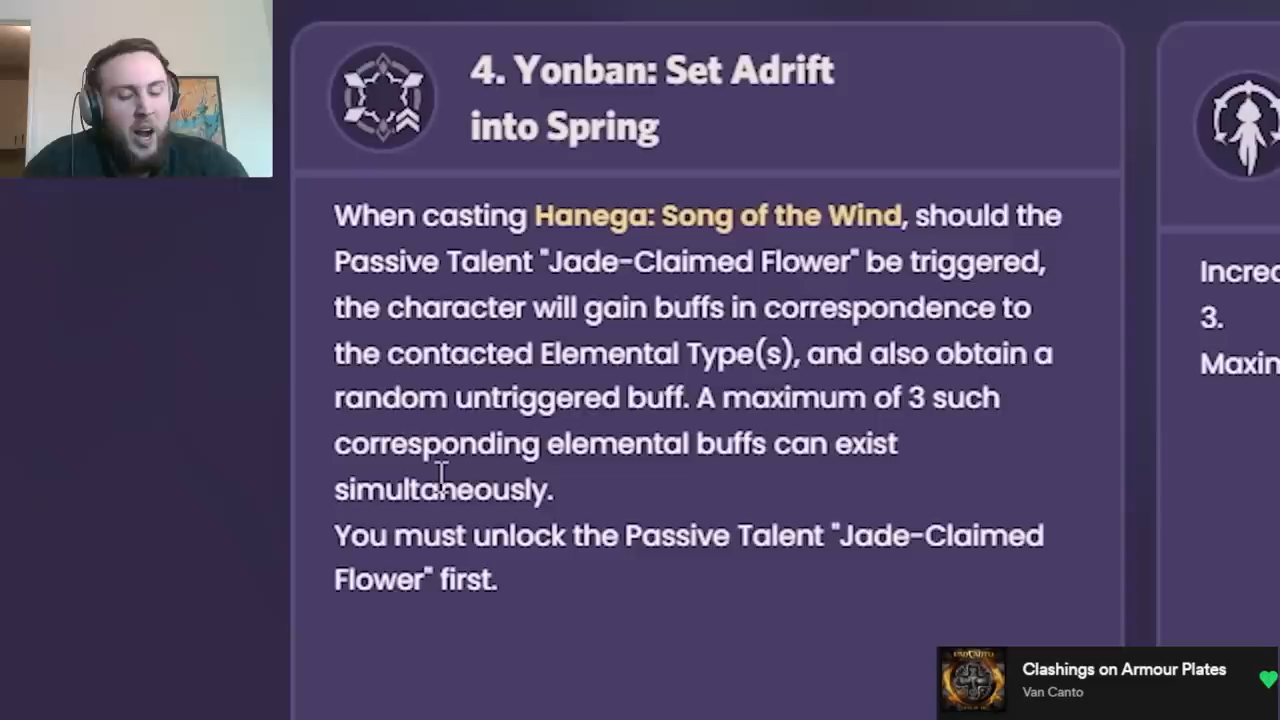 4. Yonban: Set Adrift
into Spring
When casting Hanega: Song of the Wind, should the
Passive Talent "Jade-Claimed Flower" be triggered,
the character will gain buffs in correspondence to
the contacted Elemental Type(s), and also obtain a
random untriggered buff. A maximum of 3 such
corresponding elemental buffs can exist
simultaneously.
You must unlock the Passive Talent "Jade-Claimed
Flower" first.
3.
Clashings on Armour Plates
Van Canto